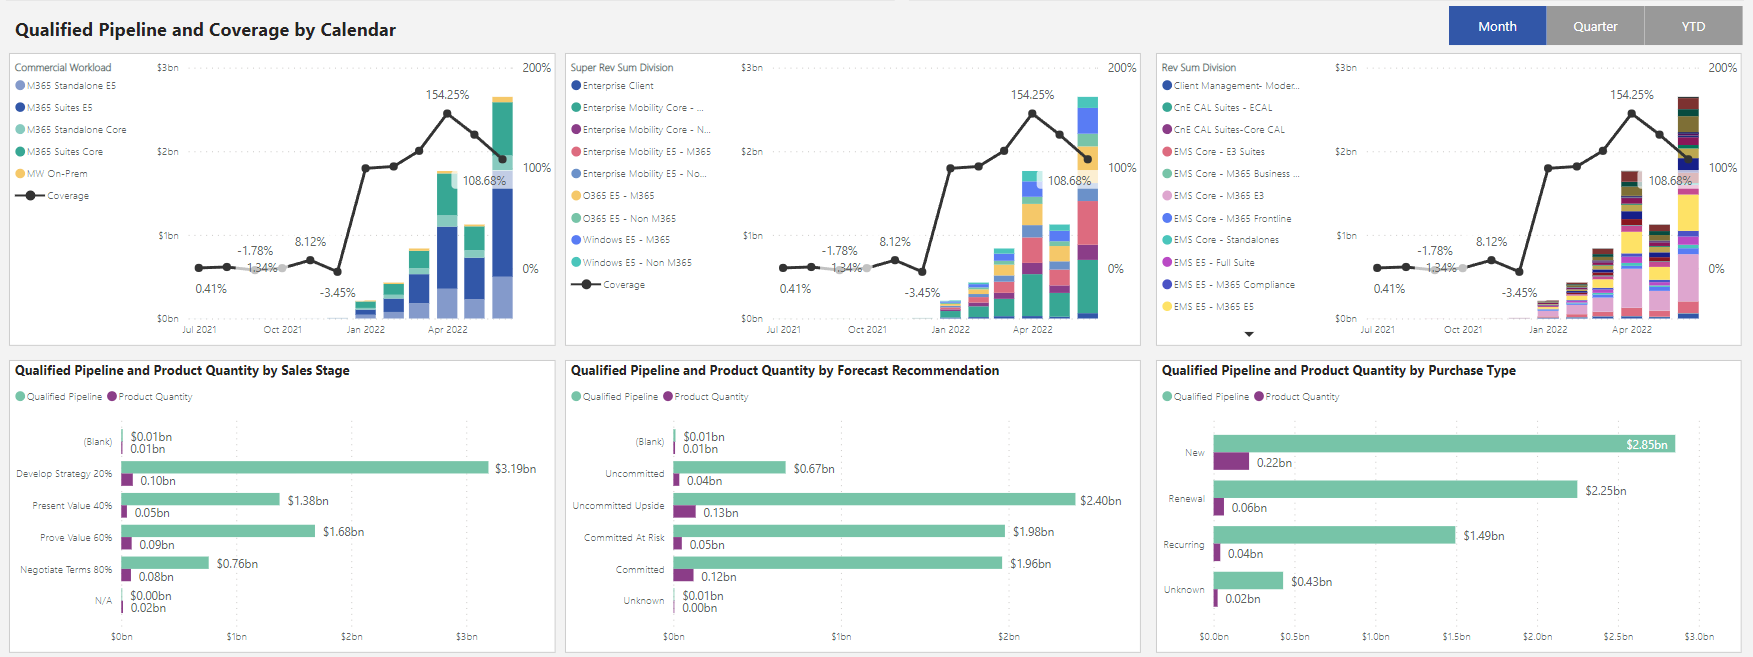 Qualified Pipeline and Coverage by Calendar
Month
Quarter
YTD
Commercial Workload
M365 Standalone E5
M365 Suites E5
M365 Standalone Core
M365 Suites Core
MW On-Prem
Coverage
$3bn
$2bn
$1bn
$0bn
200%
100%
0%
154.25%
108.68%
-1.78%
8.12%
1.34%
0.41%
-3.45%
Jul 2021
Oct 2021
Jan 2022
Apr 2022
Super Rev Sum Division
Enterprise Client
Enterprise Mobility Core - ...
Enterprise Mobility Core - N...
Enterprise Mobility E5 - M365
Enterprise Mobility E5 - No...
O365 E5 - M365
O365 E5 - Non M365
Windows E5 - M365
Windows E5 - Non M365
Coverage
$3bn
$2bn
$1bn
$0bn
200%
100%
0%
154.25%
108.68%
-1.78%
8.12%
1.34%
0.41%
-3.45%
Jul 2021
Oct 2021
Jan 2022
Apr 2022
Rev Sum Division
Client Management- Moder...
CnE CAL Suites - ECAL
CnE CAL Suites-Core CAL
EMS Core - E3 Suites
EMS Core - M365 Business ...
EMS Core - M365 E3
EMS Core - M365 Frontline
EMS Core - Standalones
EMS E5 - Full Suite
EMS E5 - M365 Compliance
EMS E5 - M365 E5
$3bn
$2bn
$1bn
$0bn
200%
100%
0%
154.25%
108.68%
-1.78%
8.12%
1.34%
0.41%
-3.45%
Jul 2021
Oct 2021
Jan 2022
Apr 2022
Qualified Pipeline and Product Quantity by Sales Stage
Qualified Pipeline
Product Quantity
(Blank)
$0.01bn
0.01bn
Develop Strategy 20%
$3.19bn
0.10bn
Present Value 40%
$1.38bn
0.05bn
Prove Value 60%
$1.68bn
0.09bn
Negotiate Terms 80%
$0.76bn
0.08bn
N/A
$0.00bn
0.02bn
$0bn
$1bn
$2bn
$3bn
Qualified Pipeline and Product Quantity by Forecast Recommendation
Qualified Pipeline
Product Quantity
(Blank)
$0.01bn
0.01bn
Uncommitted
$0.67bn
0.04bn
Uncommitted Upside
$2.40bn
0.13bn
Committed At Risk
$1.98bn
0.05bn
Committed
$1.96bn
0.12bn
Unknown
$0.01bn
0.00bn
$0bn
$1bn
$2bn
Qualified Pipeline and Product Quantity by Purchase Type
Qualified Pipeline
Product Quantity
New
$2.85bn
0.22bn
Renewal
$2.25bn
0.06bn
Recurring
$1.49bn
0.04bn
Unknown
$0.43bn
0.02bn
$0.0bn
$0.5bn
$1.0bn
$1.5bn
$2.0bn
$2.5bn
$3.0bn